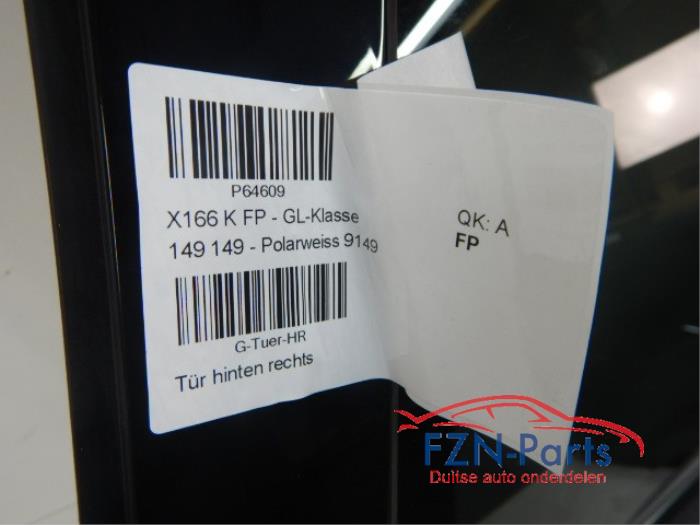 P64609
X166 K FP - GL-Klasse
149 149 - Polarweiss 9149
QK: A
FP
G-Tuer-HR
Tür hinten rechts
FZN-Parts
Duitse auto onderdelen